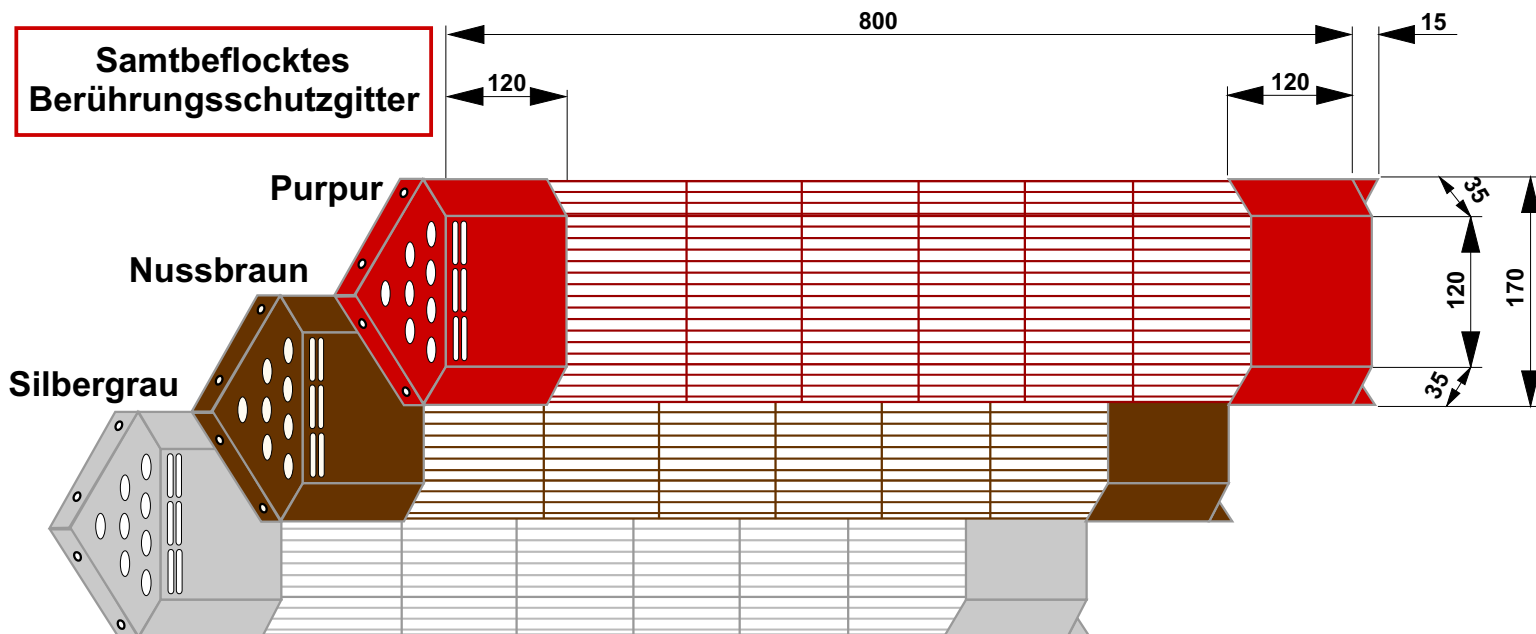 800
15
Samtbeflocktes
Berührungsschutzgitter
120
120
Purpur
35
Nussbraun
120
170
Silbergrau
35